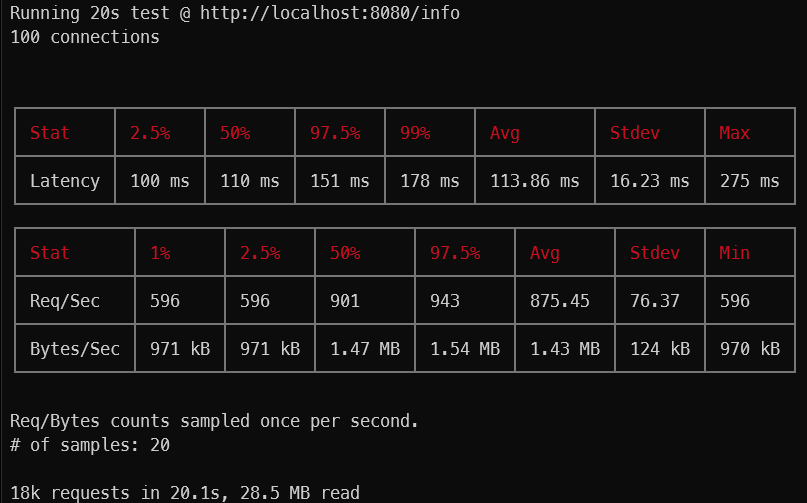 Running 20s test @ http://localhost:8080/info
100 connections
Stat 2.5% 50% 97.5% 99% Avg Stdev Max
Latency 100 ms 110 ms 151 ms 178 ms 113.86 ms 16.23 ms 275 ms
Stat 1% 2.5% 50% 97.5% Avg Stdev Min
Req/Sec 596 596 901 943 875.45 76.37 596
Bytes/Sec 971 kB 971 kB 1.47 MB 1.54 MB 1.43 MB 124 kB 970 kB
Req/Bytes counts sampled once per second.
# of samples: 20
18k requests in 20.1s, 28.5 MB read